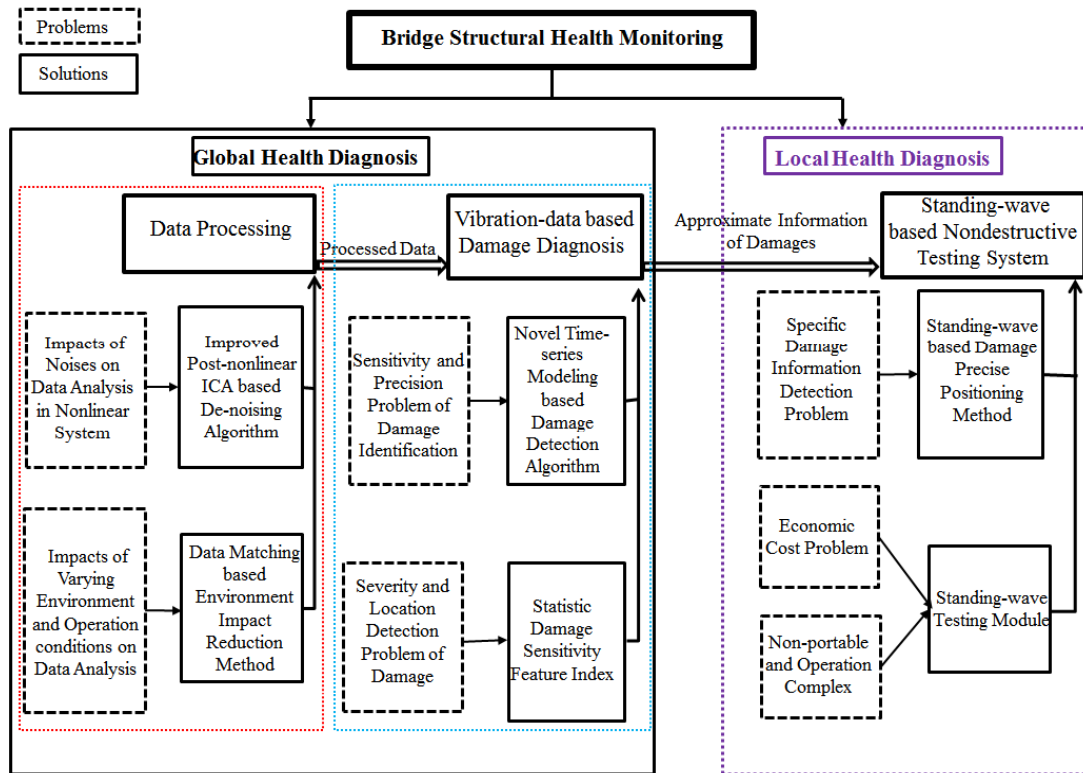 Problems
Solutions
Bridge Structural Health Monitoring
Global Health Diagnosis
Local Health Diagnosis
Data Processing
Processed Data
Vibration-data based
Damage Diagnosis
Approximate Information
of Damages
Standing-wave
based Nondestructive
Testing System
Impacts of
Noises on
Data Analysis
in Nonlinear
System
Improved
Post-nonlinear
ICA based
De-noising
Algorithm
Sensitivity and
Precision
Problem of
Damage
Identification
Novel Time-
series
Modeling
based
Damage
Detection
Algorithm
Specific
Damage
Information
Detection
Problem
Standing-wave
based Damage
Precise
Positioning
Method
Impacts of
Varying
Environment
and Operation
conditions on
Data Analysis
Data Matching
based
Environment
Impact
Reduction
Method
Severity and
Location
Detection
Problem of
Damage
Statistic
Damage
Sensitivity
Feature Index
Economic
Cost Problem
Non-portable
and Operation
Complex
Standing-wave
Testing Module